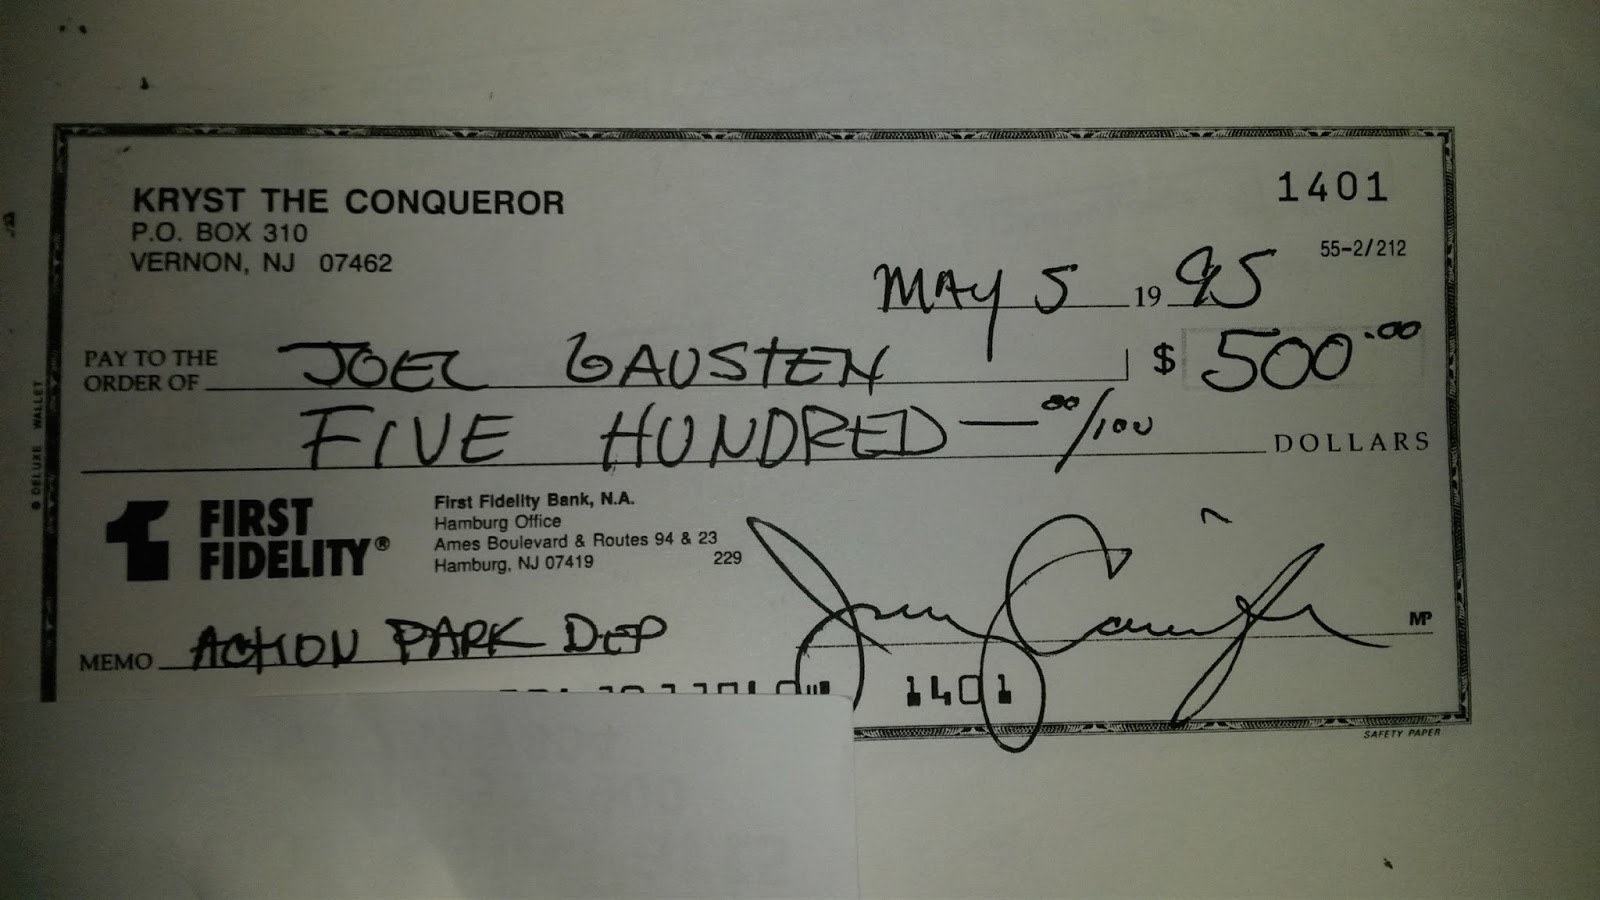 KRYST THE CONQUEROR
P.O. BOX 310
VERNON, NJ 07462
1401
55-2/212
MAY 5 19 95
PAY TO THE ORDER OF JOEL GAUSTEN $ 500.00
FIVE HUNDRED — 00/100 DOLLARS
FIRST FIDELITY®
First Fidelity Bank, N.A.
Hamburg Office
Ames Boulevard & Routes 94 & 23
Hamburg, NJ 07419 229
MEMO ACTION PARK DEP
MP
1401
SAFETY PAPER
© DELUXE WALLET